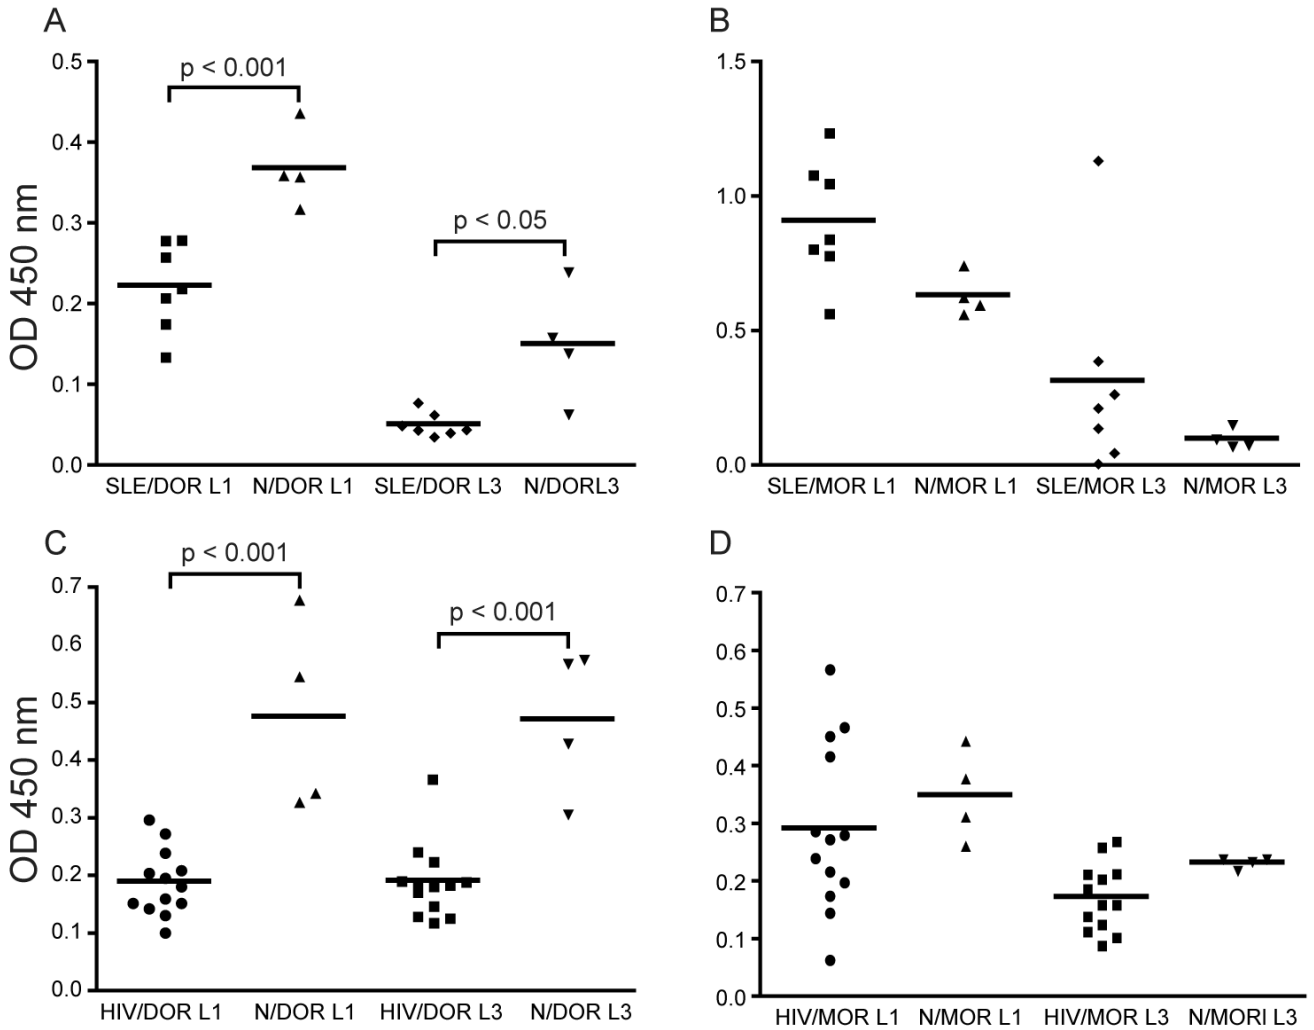 A
OD 450 nm
0.5
0.4
0.3
0.2
0.1
0.0
p < 0.001
p < 0.05
SLE/DOR L1 N/DOR L1 SLE/DOR L3 N/DORL3
B
1.5
1.0
0.5
0.0
SLE/MOR L1 N/MOR L1 SLE/MOR L3 N/MOR L3
C
OD 450 nm
0.7
0.6
0.5
0.4
0.3
0.2
0.1
0.0
p < 0.001
p < 0.001
HIV/DOR L1 N/DOR L1 HIV/DOR L3 N/DOR L3
D
0.7
0.6
0.5
0.4
0.3
0.2
0.1
0.0
HIV/MOR L1 N/MOR L1 HIV/MOR L3 N/MORI L3